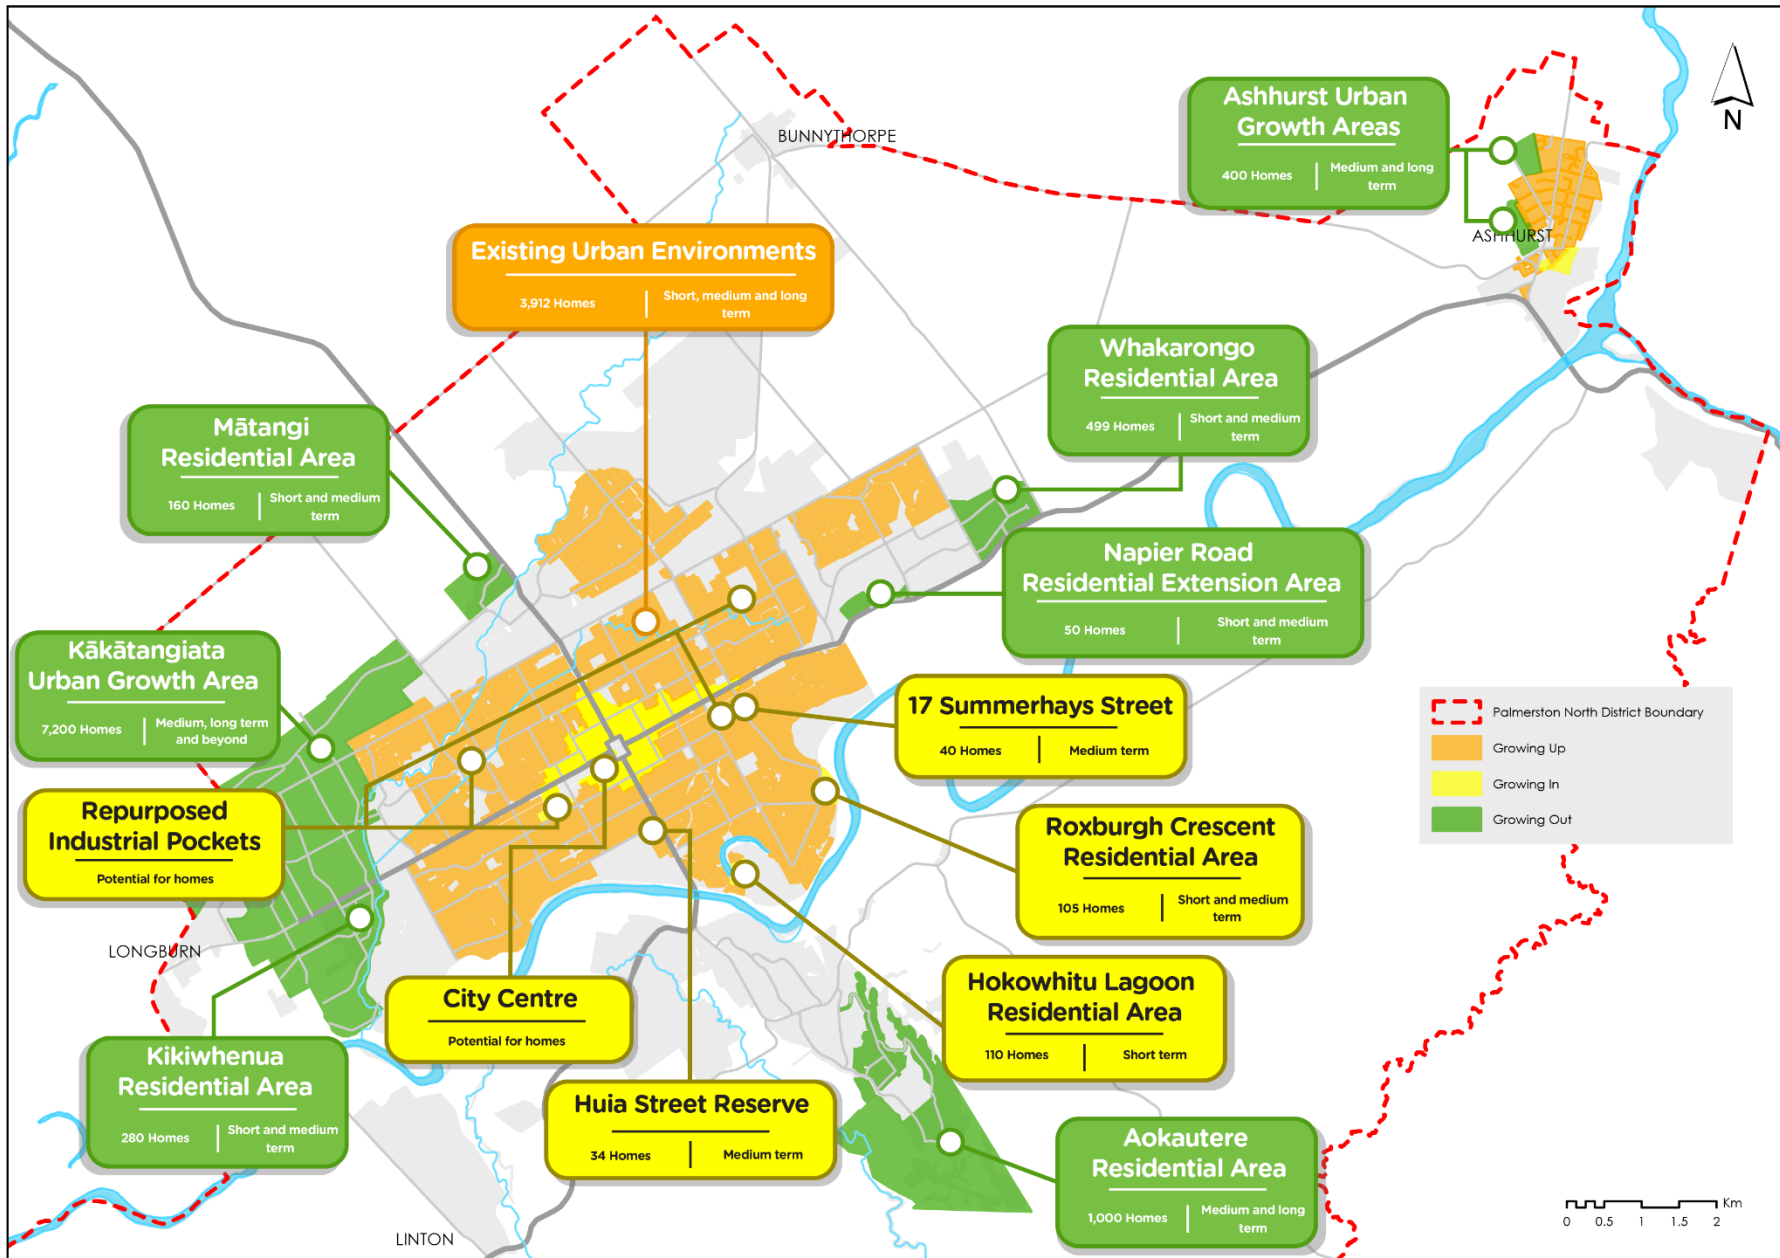 BUNNYTHORPE
Ashhurst Urban
Growth Areas
400 Homes
Medium and long
term
N
ASHHURST
Existing Urban Environments
3,912 Homes
Short, medium and long
term
Whakarongo
Residential Area
499 Homes
Short and medium
term
Mātangi
Residential Area
160 Homes
Short and medium
term
Napier Road
Residential Extension Area
50 Homes
Short and medium
term
Kākātangiata
Urban Growth Area
7,200 Homes
Medium, long term
and beyond
17 Summerhays Street
40 Homes
Medium term
Palmerston North District Boundary
Growing Up
Growing In
Growing Out
Repurposed
Industrial Pockets
Potential for homes
Roxburgh Crescent
Residential Area
105 Homes
Short and medium
term
LONGBURN
City Centre
Potential for homes
Hokowhitu Lagoon
Residential Area
110 Homes
Short term
Kikiwhenua
Residential Area
280 Homes
Short and medium
term
Huia Street Reserve
34 Homes
Medium term
Aokautere
Residential Area
1,000 Homes
Medium and long
term
LINTON
Km
0 0.5 1 1.5 2